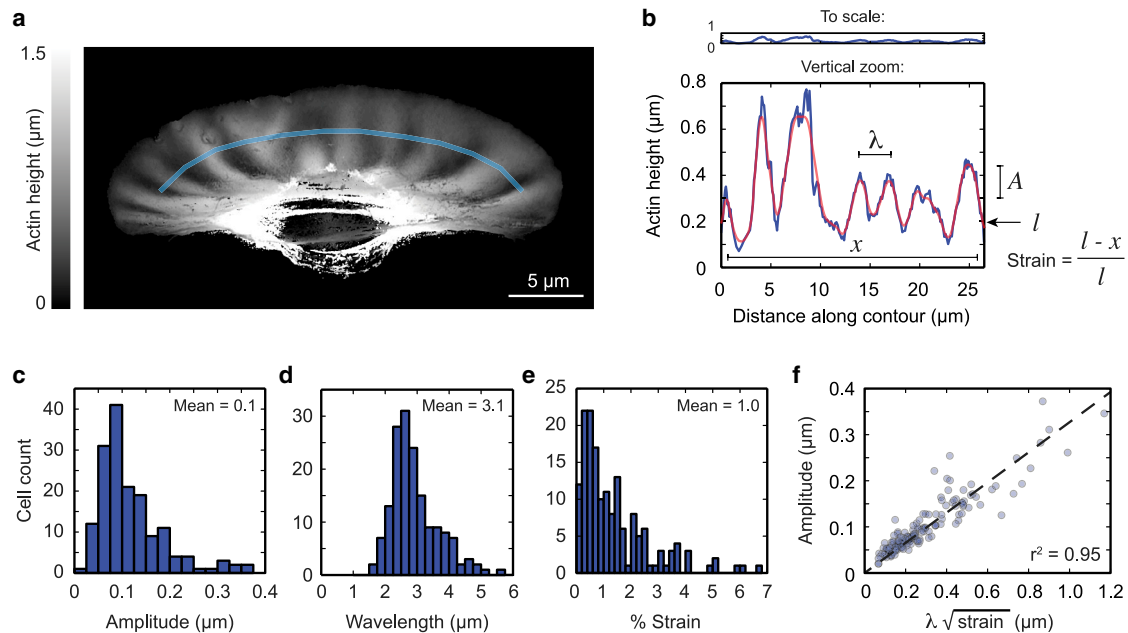 a
Actin height (µm)
1.5
0
5 µm
b
To scale:
1
0
Vertical zoom:
Actin height (µm)
0.8
0.6
0.4
0.2
0
λ
A
l
x
Strain = l - x / l
0 5 10 15 20 25
Distance along contour (µm)
c
Mean = 0.1
Cell count
40
30
20
10
0
0 0.1 0.2 0.3 0.4
Amplitude (µm)
d
Mean = 3.1
30
20
10
0
0 1 2 3 4 5 6
Wavelength (µm)
e
Mean = 1.0
25
20
15
10
5
0
0 1 2 3 4 5 6 7
% Strain
f
Amplitude (µm)
0.4
0.3
0.2
0.1
0
r² = 0.95
0 0.2 0.4 0.6 0.8 1.0 1.2
λ √strain (µm)